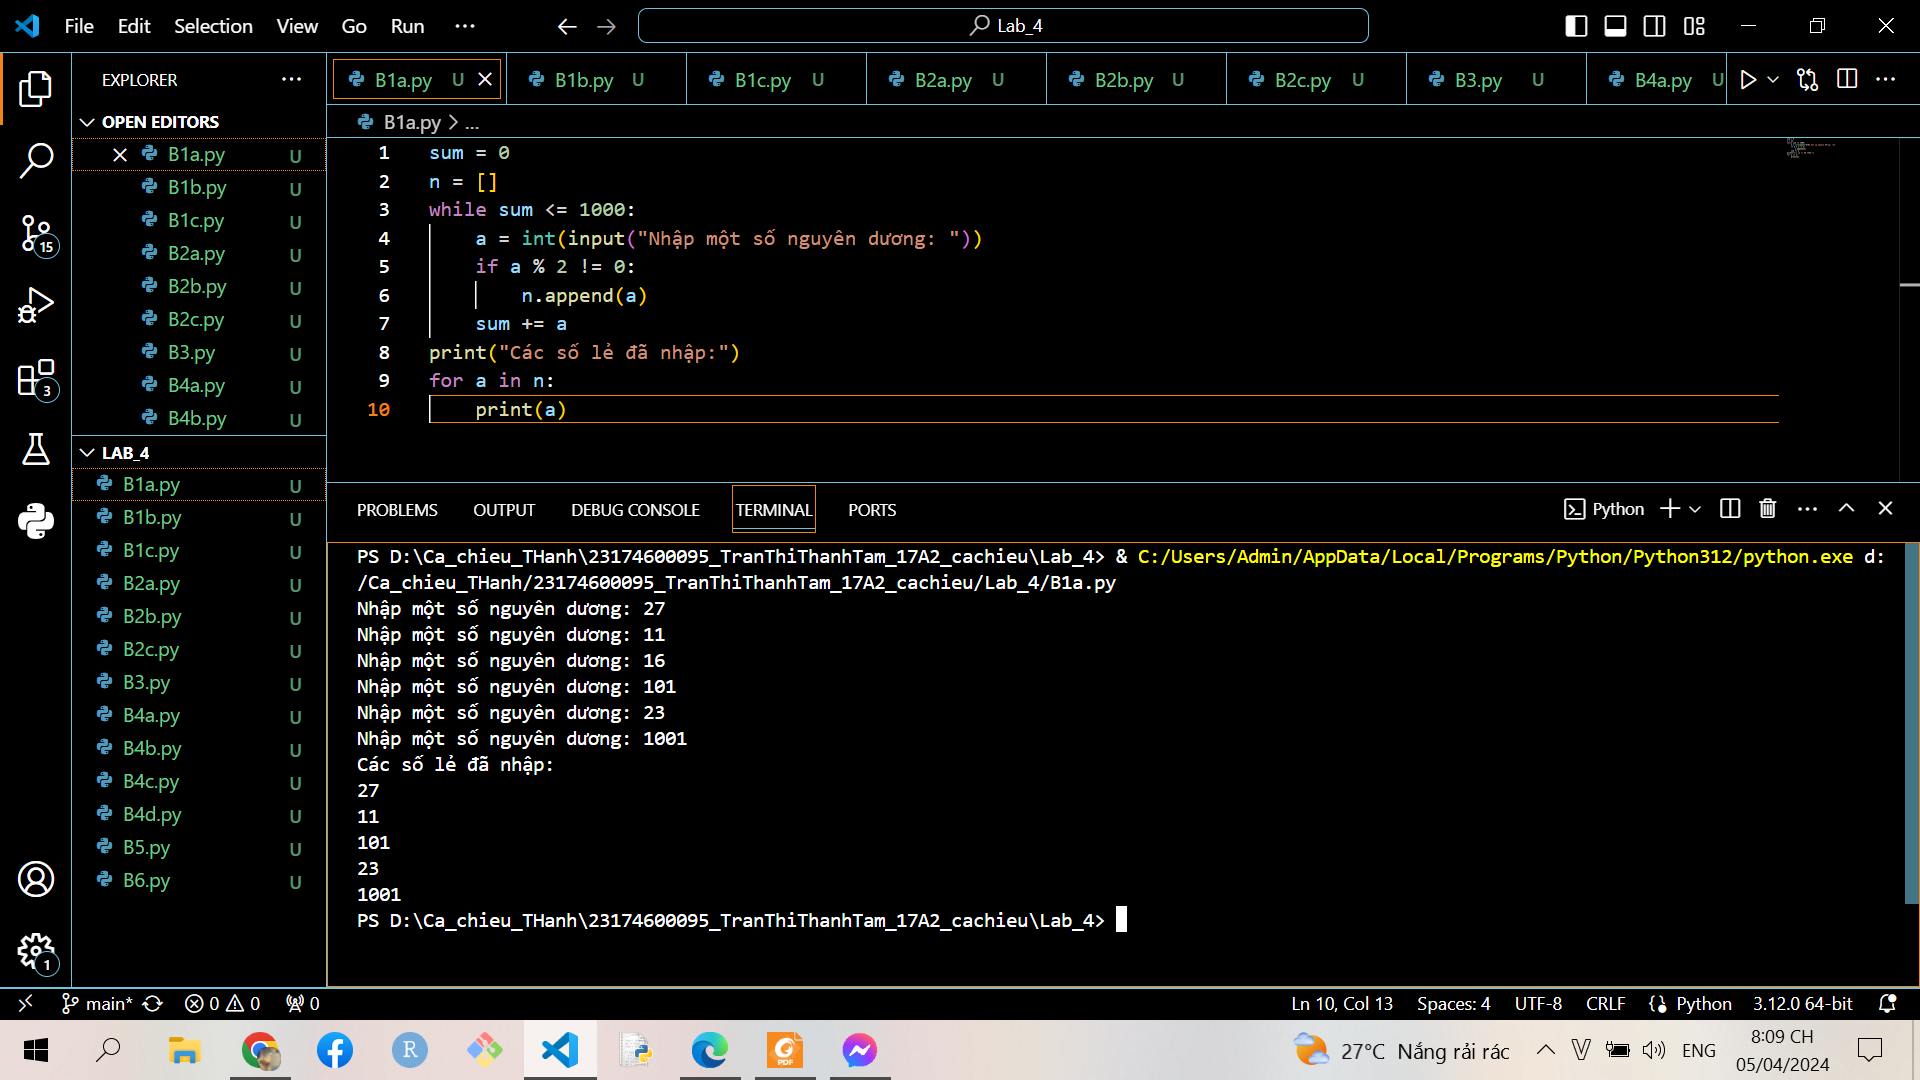 File Edit Selection View Go Run ...
Lab_4
EXPLORER
OPEN EDITORS
B1a.py U
B1b.py U
B1c.py U
B2a.py U
B2b.py U
B2c.py U
B3.py U
B4a.py U
B4b.py U
LAB_4
B1a.py U
B1b.py U
B1c.py U
B2a.py U
B2b.py U
B2c.py U
B3.py U
B4a.py U
B4b.py U
B4c.py U
B4d.py U
B5.py U
B6.py U
15
3
1
B1a.py U B1b.py U B1c.py U B2a.py U B2b.py U B2c.py U B3.py U B4a.py U
B1a.py > ...
1 sum = 0
2 n = []
3 while sum <= 1000:
4 a = int(input("Nhập một số nguyên dương: "))
5 if a % 2 != 0:
6 n.append(a)
7 sum += a
8 print("Các số lẻ đã nhập:")
9 for a in n:
10 print(a)
PROBLEMS OUTPUT DEBUG CONSOLE TERMINAL PORTS
Python
PS D:\Ca_chieu_THanh\23174600095_TranThiThanhTam_17A2_cachieu\Lab_4> & C:/Users/Admin/AppData/Local/Programs/Python/Python312/python.exe d:
/Ca_chieu_THanh/23174600095_TranThiThanhTam_17A2_cachieu/Lab_4/B1a.py
Nhập một số nguyên dương: 27
Nhập một số nguyên dương: 11
Nhập một số nguyên dương: 16
Nhập một số nguyên dương: 101
Nhập một số nguyên dương: 23
Nhập một số nguyên dương: 1001
Các số lẻ đã nhập:
27
11
101
23
1001
PS D:\Ca_chieu_THanh\23174600095_TranThiThanhTam_17A2_cachieu\Lab_4>
main* 0 0 0 Ln 10, Col 13 Spaces: 4 UTF-8 CRLF Python 3.12.0 64-bit
R PDF 27°C Nắng rải rác V ENG
8:09 CH
05/04/2024